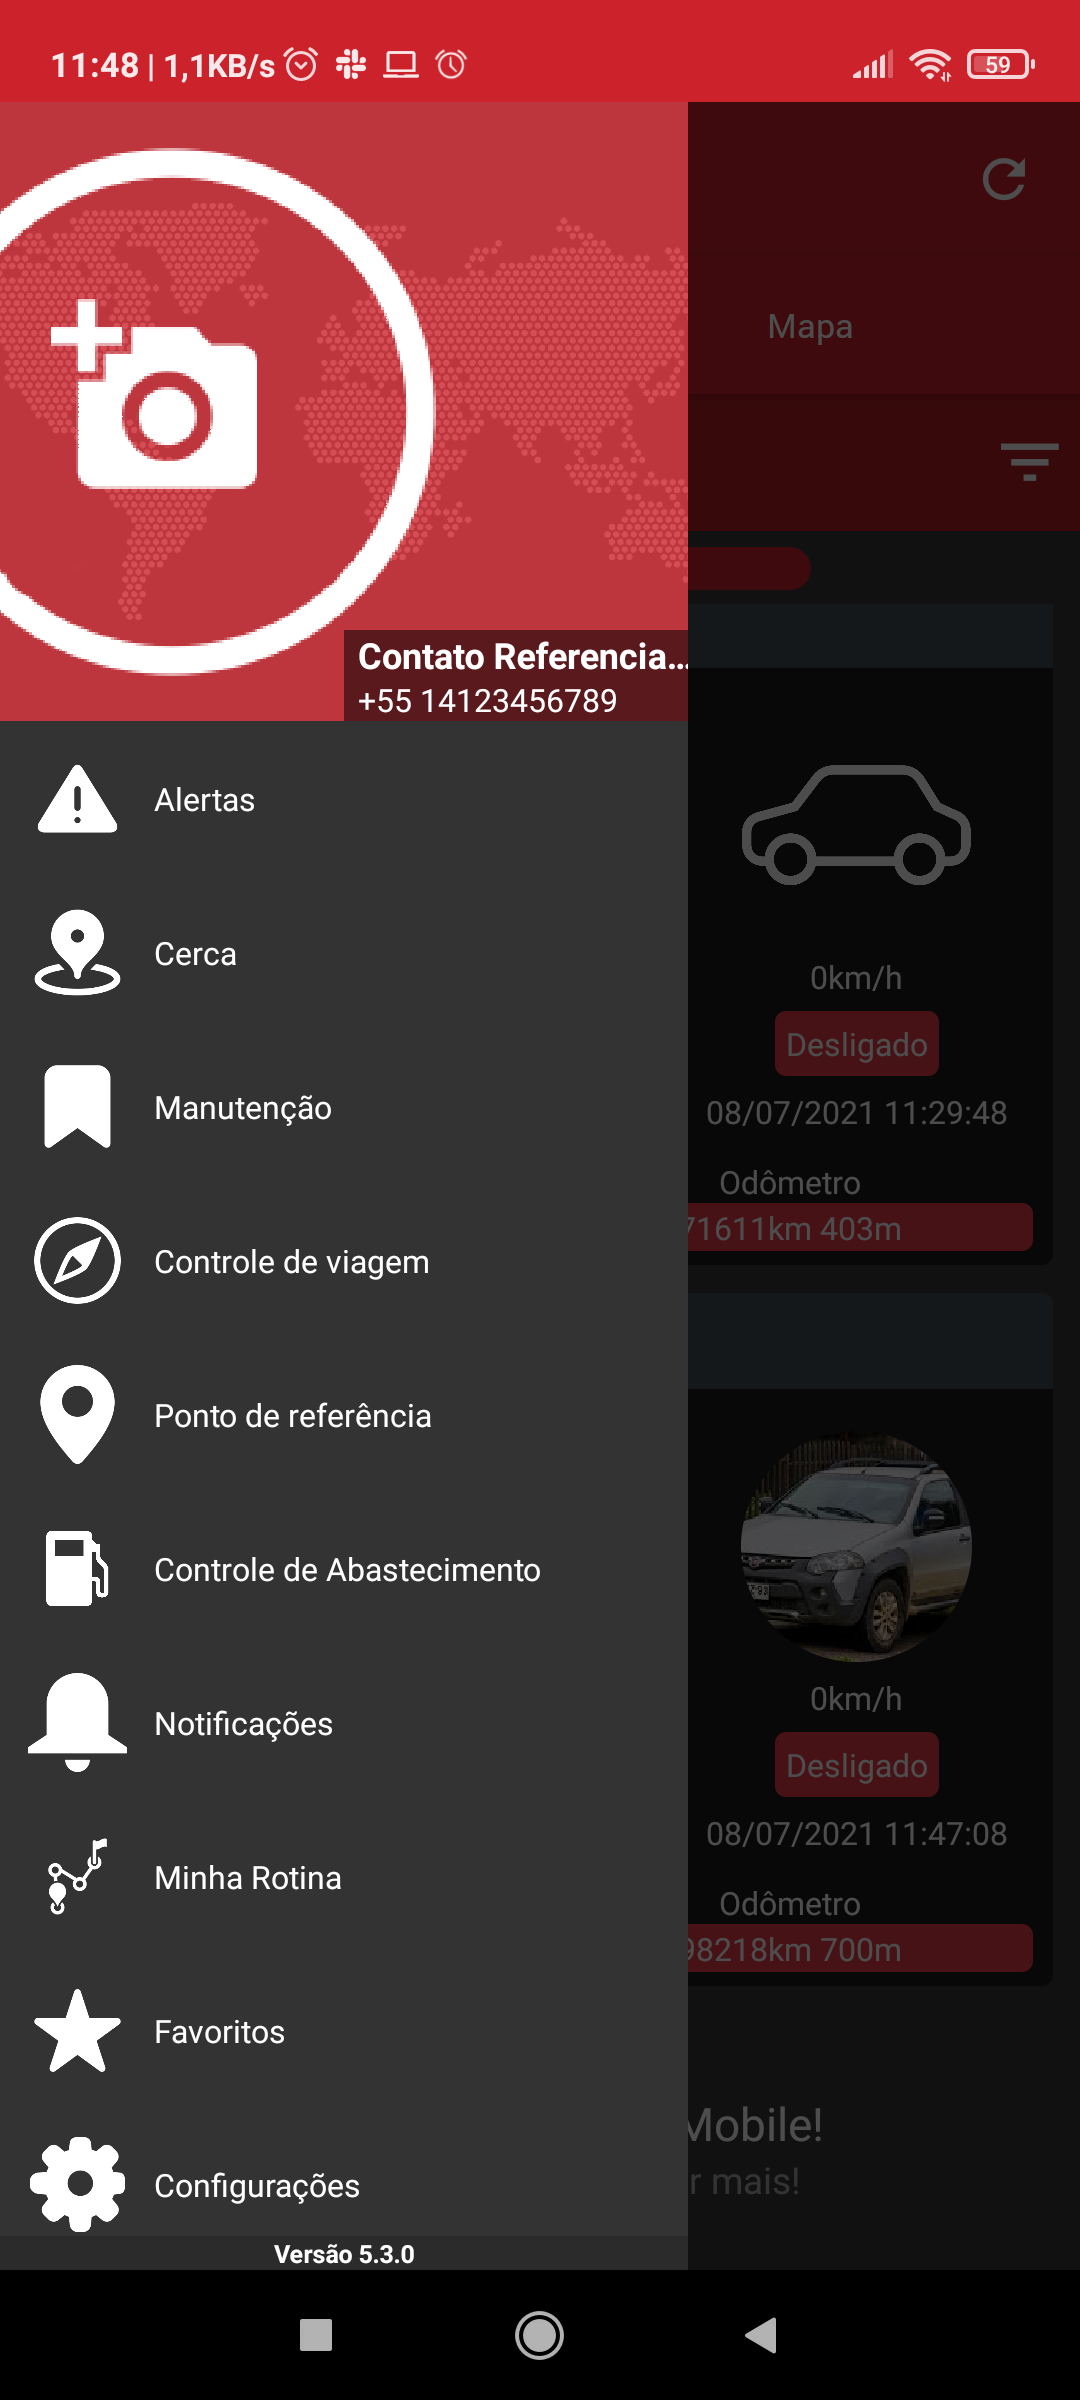 11:48 | 1,1KB/s
59
Mapa
Contato Referencia...
+55 14123456789
Alertas
Cerca
Manutenção
Controle de viagem
Ponto de referência
Controle de Abastecimento
Notificações
Minha Rotina
Favoritos
Configurações
Versão 5.3.0
0km/h
Desligado
08/07/2021 11:29:48
Odômetro
71611km 403m
0km/h
Desligado
08/07/2021 11:47:08
Odômetro
98218km 700m
Mobile!
r mais!